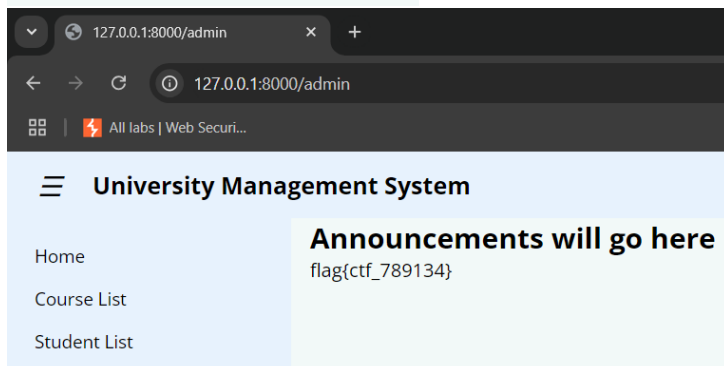 127.0.0.1:8000/admin
127.0.0.1:8000/admin
All labs | Web Securi...
University Management System
Home
Course List
Student List
Announcements will go here
flag{ctf_789134}